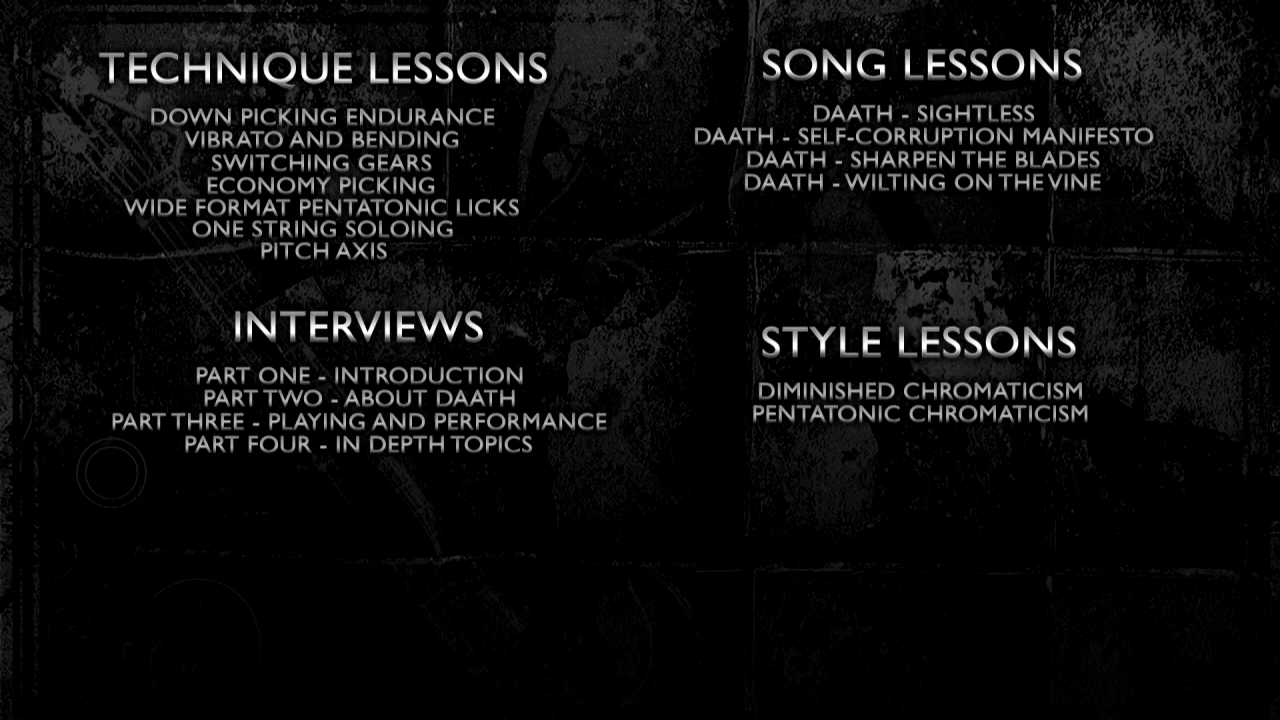 TECHNIQUE LESSONS
DOWN PICKING ENDURANCE
VIBRATO AND BENDING
SWITCHING GEARS
ECONOMY PICKING
WIDE FORMAT PENTATONIC LICKS
ONE STRING SOLOING
PITCH AXIS
SONG LESSONS
DAATH - SIGHTLESS
DAATH - SELF-CORRUPTION MANIFESTO
DAATH - SHARPEN THE BLADES
DAATH - WILTING ON THE VINE
INTERVIEWS
PART ONE - INTRODUCTION
PART TWO - ABOUT DAATH
PART THREE - PLAYING AND PERFORMANCE
PART FOUR - IN DEPTH TOPICS
STYLE LESSONS
DIMINISHED CHROMATICISM
PENTATONIC CHROMATICISM